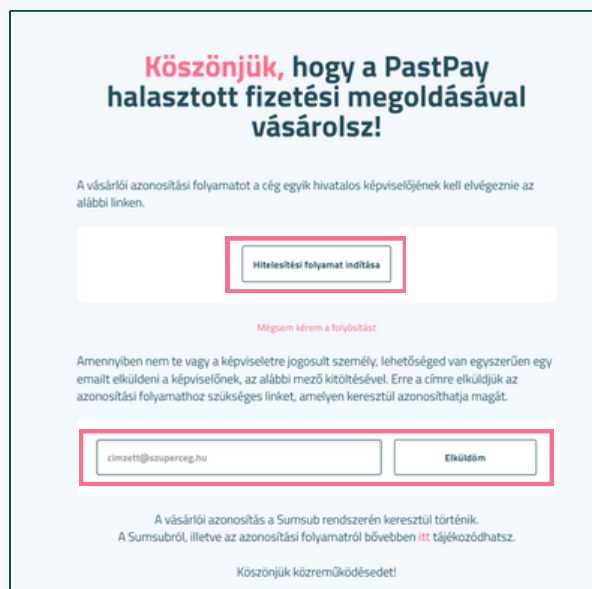 Köszönjük, hogy a PastPay
halasztott fizetési megoldásával
vásárolsz!
A vásárlói azonosítási folyamatot a cég egyik hivatalos képviselőjének kell elvégeznie az
alábbi linken.
Hitelesítési folyamat indítása
Mégsem kérem a folyósítást
Amennyiben nem te vagy a képviseletre jogosult személy, lehetőséged van egyszerűen egy
emailt elküldeni a képviselőnek, az alábbi mező kitöltésével. Erre a címre elküldjük az
azonosítási folyamathoz szükséges linket, amelyen keresztül azonosíthatja magát.
cimzett@szuperceg.hu
Elküldöm
A vásárlói azonosítás a Sumsub rendszerén keresztül történik.
A Sumsubról, illetve az azonosítási folyamatról bővebben itt tájékozódhatsz.
Köszönjük közreműködésedet!